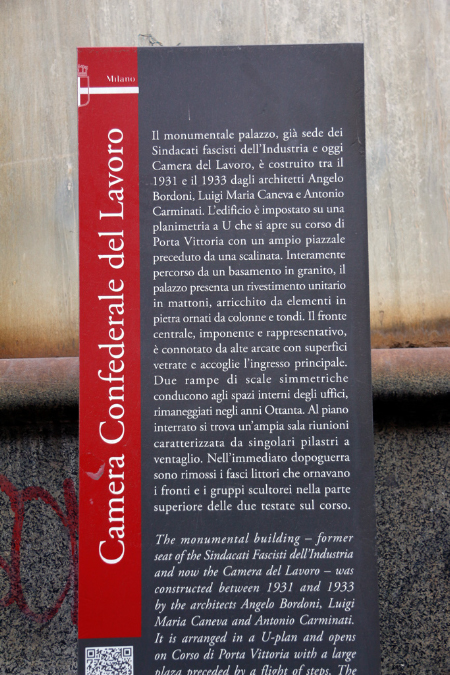 Milano
Camera Confederale del Lavoro
Il monumentale palazzo, già sede dei
Sindacati fascisti dell'Industria e oggi
Camera del Lavoro, è costruito tra il
1931 e il 1933 dagli architetti Angelo
Bordoni, Luigi Maria Caneva e Antonio
Carminati. L'edificio è impostato su una
planimetria a U che si apre su corso di
Porta Vittoria con un ampio piazzale
preceduto da una scalinata. Interamente
percorso da un basamento in granito, il
palazzo presenta un rivestimento unitario
in mattoni, arricchito da elementi in
pietra ornati da colonne e tondi. Il fronte
centrale, imponente e rappresentativo,
è connotato da alte arcate con superfici
vetrate e accoglie l'ingresso principale.
Due rampe di scale simmetriche
conducono agli spazi interni degli uffici,
rimaneggiati negli anni Ottanta. Al piano
interrato si trova un'ampia sala riunioni
caratterizzata da singolari pilastri a
ventaglio. Nell'immediato dopoguerra
sono rimossi i fasci littori che ornavano
i fronti e i gruppi scultorei nella parte
superiore delle due testate sul corso.
The monumental building – former
seat of the Sindacati Fascisti dell'Industria
and now the Camera del Lavoro – was
constructed between 1931 and 1933
by the architects Angelo Bordoni, Luigi
Maria Caneva and Antonio Carminati.
It is arranged in a U-plan and opens
on Corso di Porta Vittoria with a large
plaza preceded by a flight of steps. The